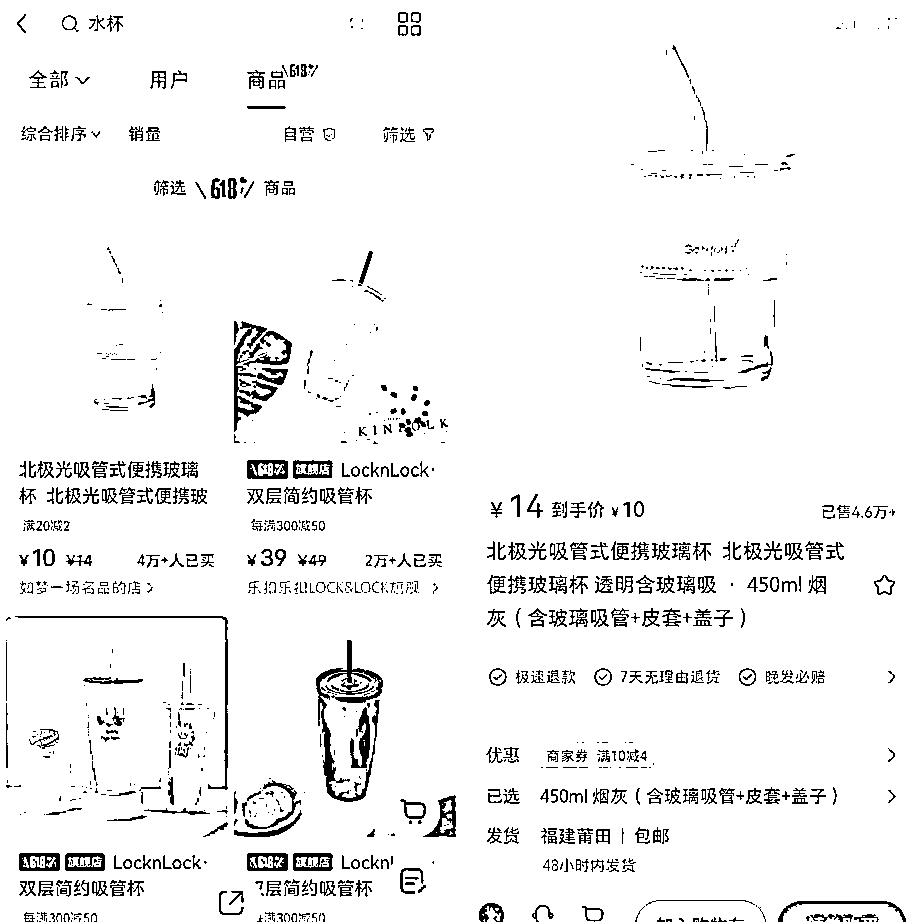 水杯
全部
用户
商品 618
综合排序
销量
自营
筛选
筛选 618 商品
KINFOLK
北极光吸管式便携玻璃
杯 北极光吸管式便携玻
满20减2
¥10 ¥14 4万+人已买
如梦一场名品的店
618 旗舰店 LocknLock·
双层简约吸管杯
每满300减50
¥39 ¥49 2万+人已买
乐扣乐扣LOCK&LOCK旗舰
618 旗舰店 LocknLock·
双层简约吸管杯
每满300减50
618 旗舰店 Lockn
双层简约吸管杯
满300减50
¥14 到手价 ¥10
已售4.6万+
北极光吸管式便携玻璃杯 北极光吸管式
便携玻璃杯 透明含玻璃吸 · 450ml 烟
灰（含玻璃吸管+皮套+盖子）
极速退款 7天无理由退货 晚发必赔
优惠 商家券 满10减4
已选 450ml 烟灰（含玻璃吸管+皮套+盖子）
发货 福建莆田 | 包邮
48小时内发货
加入购物车